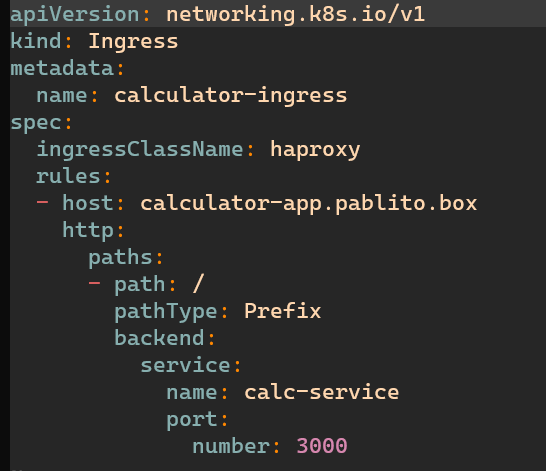 apiVersion: networking.k8s.io/v1
kind: Ingress
metadata:
  name: calculator-ingress
spec:
  ingressClassName: haproxy
  rules:
  - host: calculator-app.pablito.box
    http:
      paths:
      - path: /
        pathType: Prefix
        backend:
          service:
            name: calc-service
            port:
              number: 3000